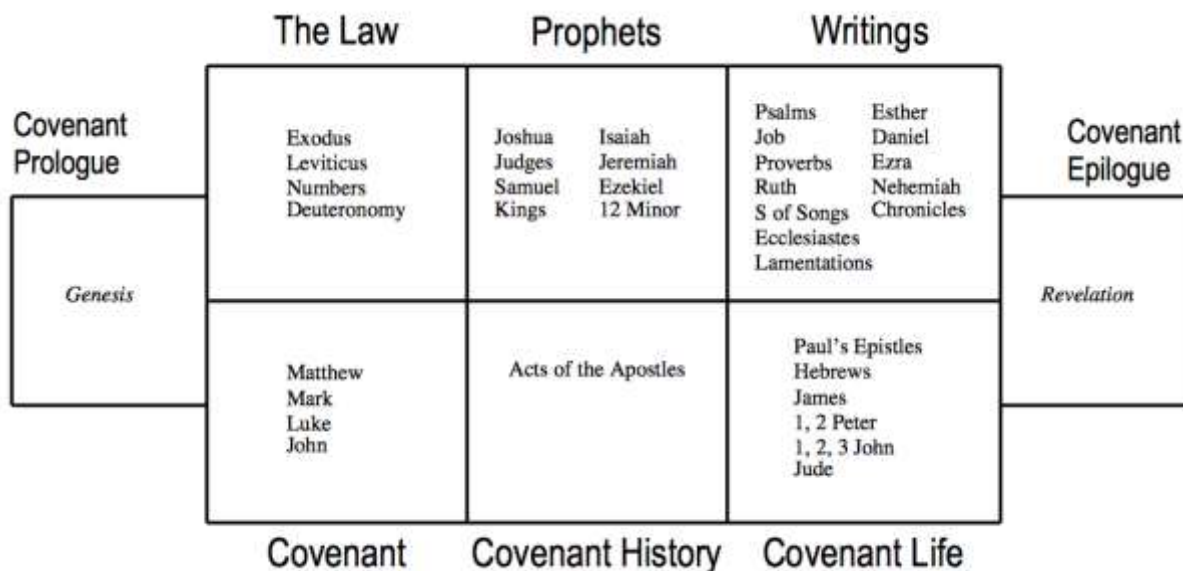 The Law
Prophets
Writings
Covenant
Prologue
Genesis
Exodus
Leviticus
Numbers
Deuteronomy
Joshua
Judges
Samuel
Kings
Isaiah
Jeremiah
Ezekiel
12 Minor
Psalms
Job
Proverbs
Ruth
S of Songs
Ecclesiastes
Lamentations
Esther
Daniel
Ezra
Nehemiah
Chronicles
Covenant
Epilogue
Revelation
Matthew
Mark
Luke
John
Acts of the Apostles
Paul's Epistles
Hebrews
James
1, 2 Peter
1, 2, 3 John
Jude
Covenant
Covenant History
Covenant Life